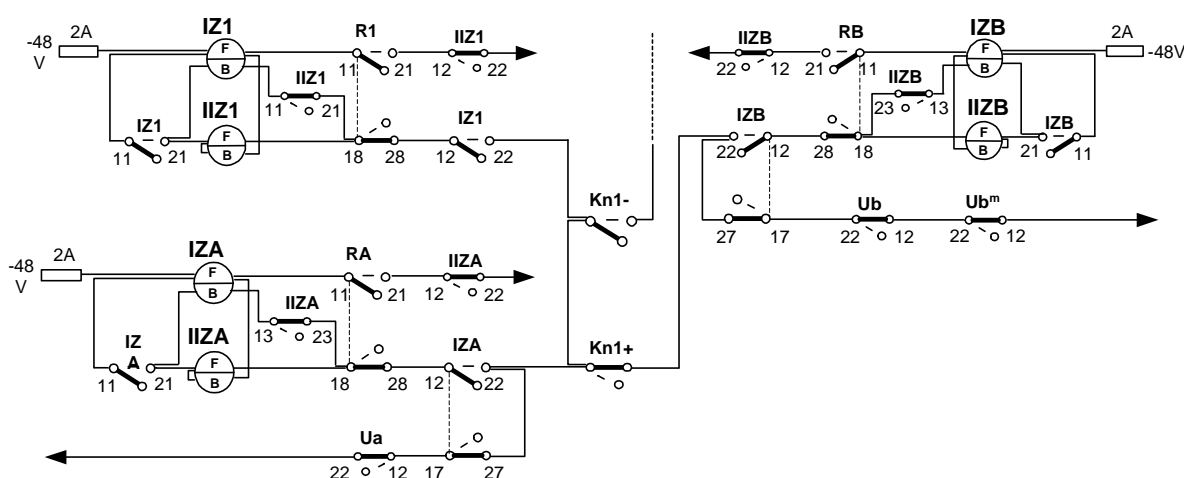 IZ1 R1 IIZ1
-48 V 2A F B
11 21 12 22
IIZ1
11 21
IZ1 IIZ1 IZ1
11 21 F B 18 28 12 22
IIZB RB IZB 2A
-48V F B
22 12 21 11
IIZB
23 13
IZB IIZB IZB
22 12 28 18 F B 21 11
Kn1-
Ub Ubᵐ
27 17 22 12 22 12
IZA RA IIZA
-48 V 2A F B
11 21 12 22
IIZA
13 23
IZ A IIZA IZA Kn1+
11 21 F B 18 28 12 22
Ua
22 12 17 27